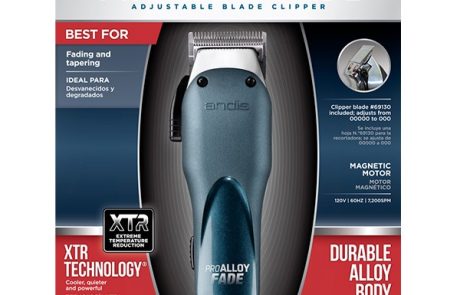 ADJUSTABLE BLADE CLIPPER
BEST FOR
Fading and
tapering
IDEAL PARA
Desvanecidos y
degradados
andis
Clipper blade #69130
included; adjusts from
00000 to 000
Se incluye una
hoja N.°69130 para la
recortadora; se ajusta de
00000 a 000
MAGNETIC
MOTOR
MOTOR
MAGNÉTICO
120V | 60HZ | 7,200SPM
XTR
EXTREME
TEMPERATURE
REDUCTION
XTR
TECHNOLOGY®
Cooler, quieter
and powerful
PROALLOY
FADE
DURABLE
ALLOY
BODY